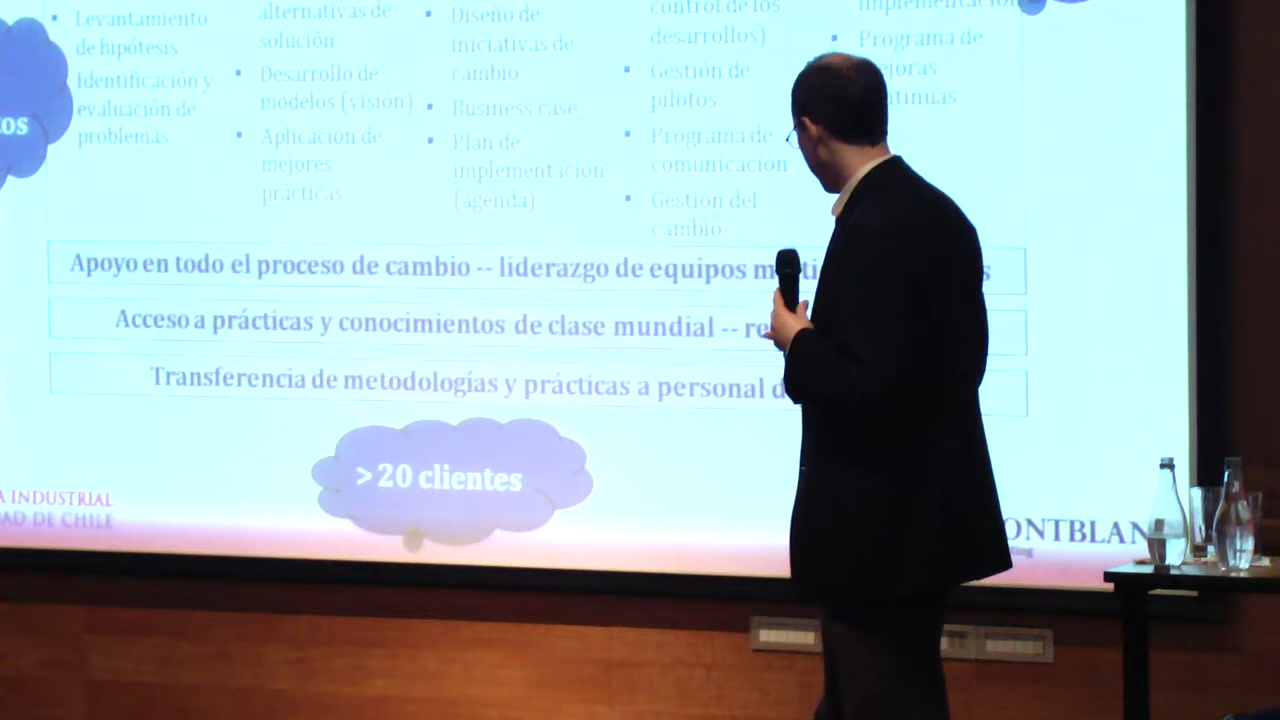 Levantamiento
de hipótesis
Identificación y
evaluación de
problemas
alternativas de
solución
Desarrollo de
modelos (visión)
Aplicación de
mejores
prácticas
Diseño de
iniciativas de
cambio
Business case
Plan de
implementación
(agenda)
control de los
desarrollos)
Gestión de
pilotos
Programa de
comunicación
Gestión del
cambio
implementación
Programa de
Apoyo en todo el proceso de cambio -- liderazgo de equipos
Acceso a prácticas y conocimientos de clase mundial --
Transferencia de metodologías y prácticas a personal
> 20 clientes
INDUSTRIAL
DE CHILE